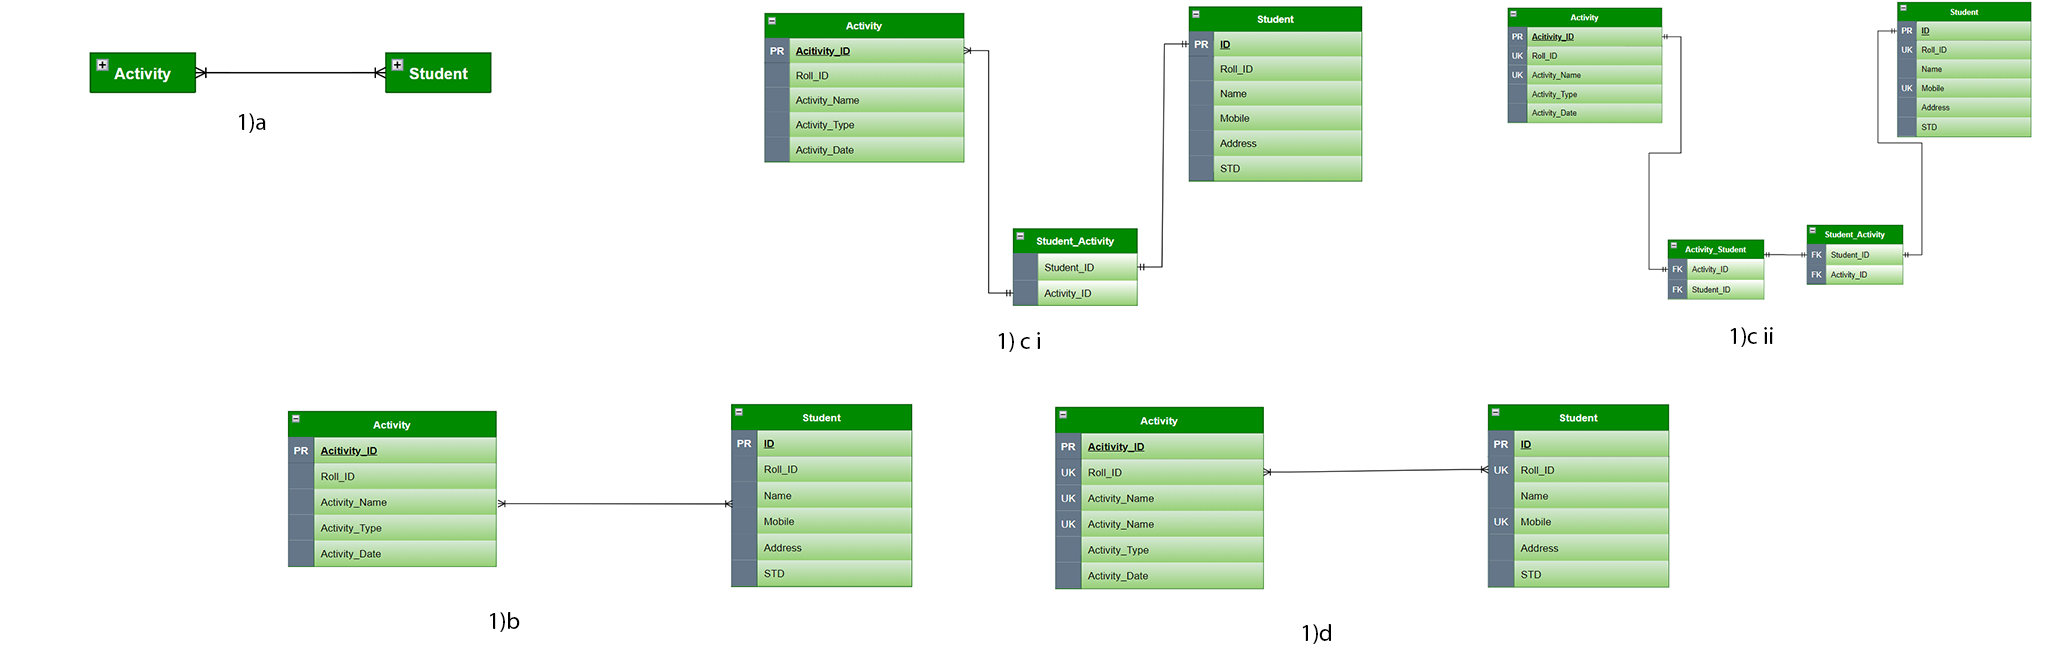 Activity
Student
1)a
Activity
PR Acitivity_ID
Roll_ID
Activity_Name
Activity_Type
Activity_Date
Student
PR ID
Roll_ID
Name
Mobile
Address
STD
Student_Activity
Student_ID
Activity_ID
1) c i
Activity
PR Acitivity_ID
UK Roll_ID
UK Activity_Name
Activity_Type
Activity_Date
Student
PR ID
UK Roll_ID
Name
UK Mobile
Address
STD
Activity_Student
FK Activity_ID
FK Student_ID
Student_Activity
FK Student_ID
FK Activity_ID
1)c ii
Activity
PR Acitivity_ID
Roll_ID
Activity_Name
Activity_Type
Activity_Date
Student
PR ID
Roll_ID
Name
Mobile
Address
STD
1)b
Activity
PR Acitivity_ID
UK Roll_ID
UK Activity_Name
UK Activity_Name
Activity_Type
Activity_Date
Student
PR ID
UK Roll_ID
Name
UK Mobile
Address
STD
1)d